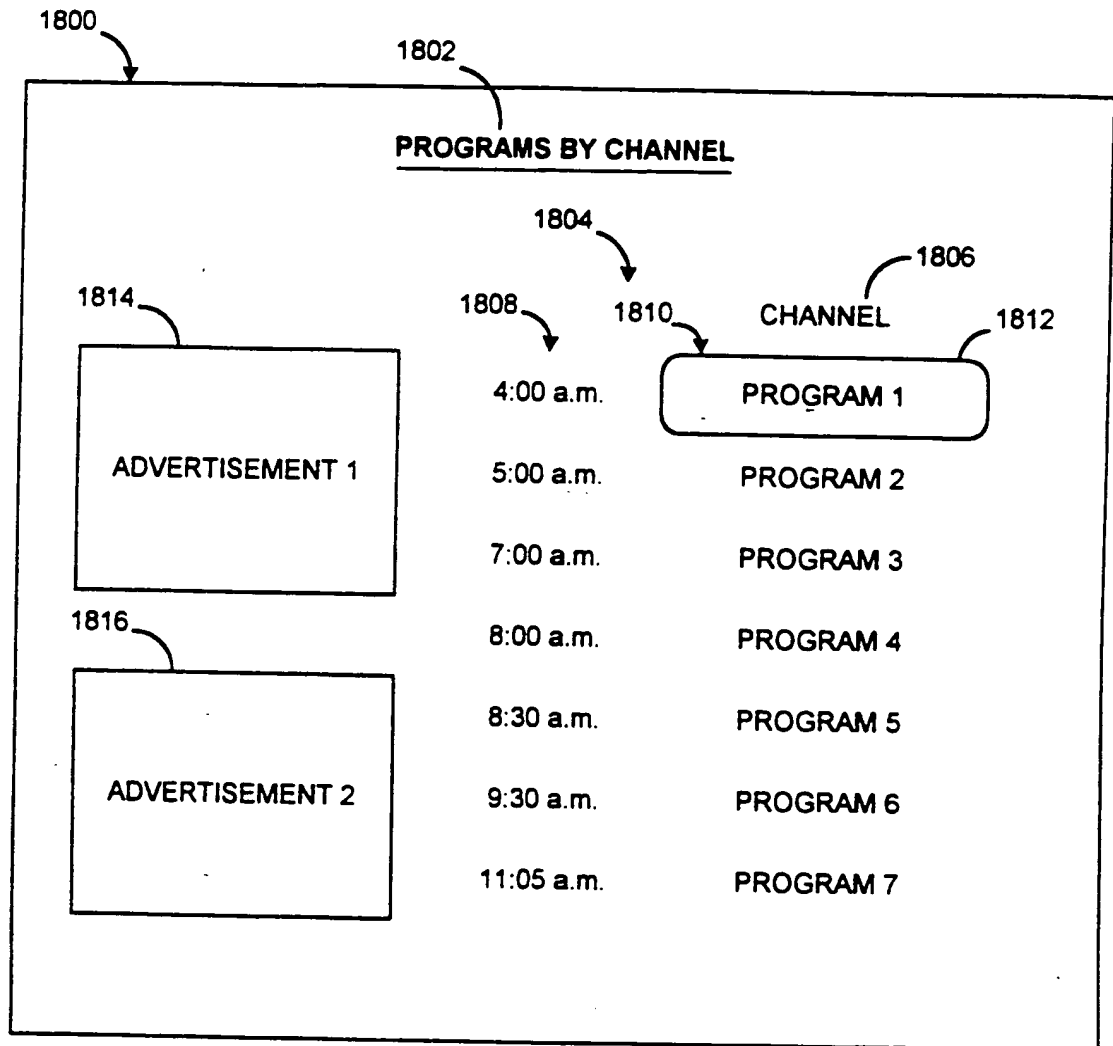 1800
1802
PROGRAMS BY CHANNEL
1804
1806
1814
1808
1810
CHANNEL
1812
4:00 a.m.
PROGRAM 1
ADVERTISEMENT 1
5:00 a.m.
PROGRAM 2
7:00 a.m.
PROGRAM 3
1816
8:00 a.m.
PROGRAM 4
8:30 a.m.
PROGRAM 5
ADVERTISEMENT 2
9:30 a.m.
PROGRAM 6
11:05 a.m.
PROGRAM 7